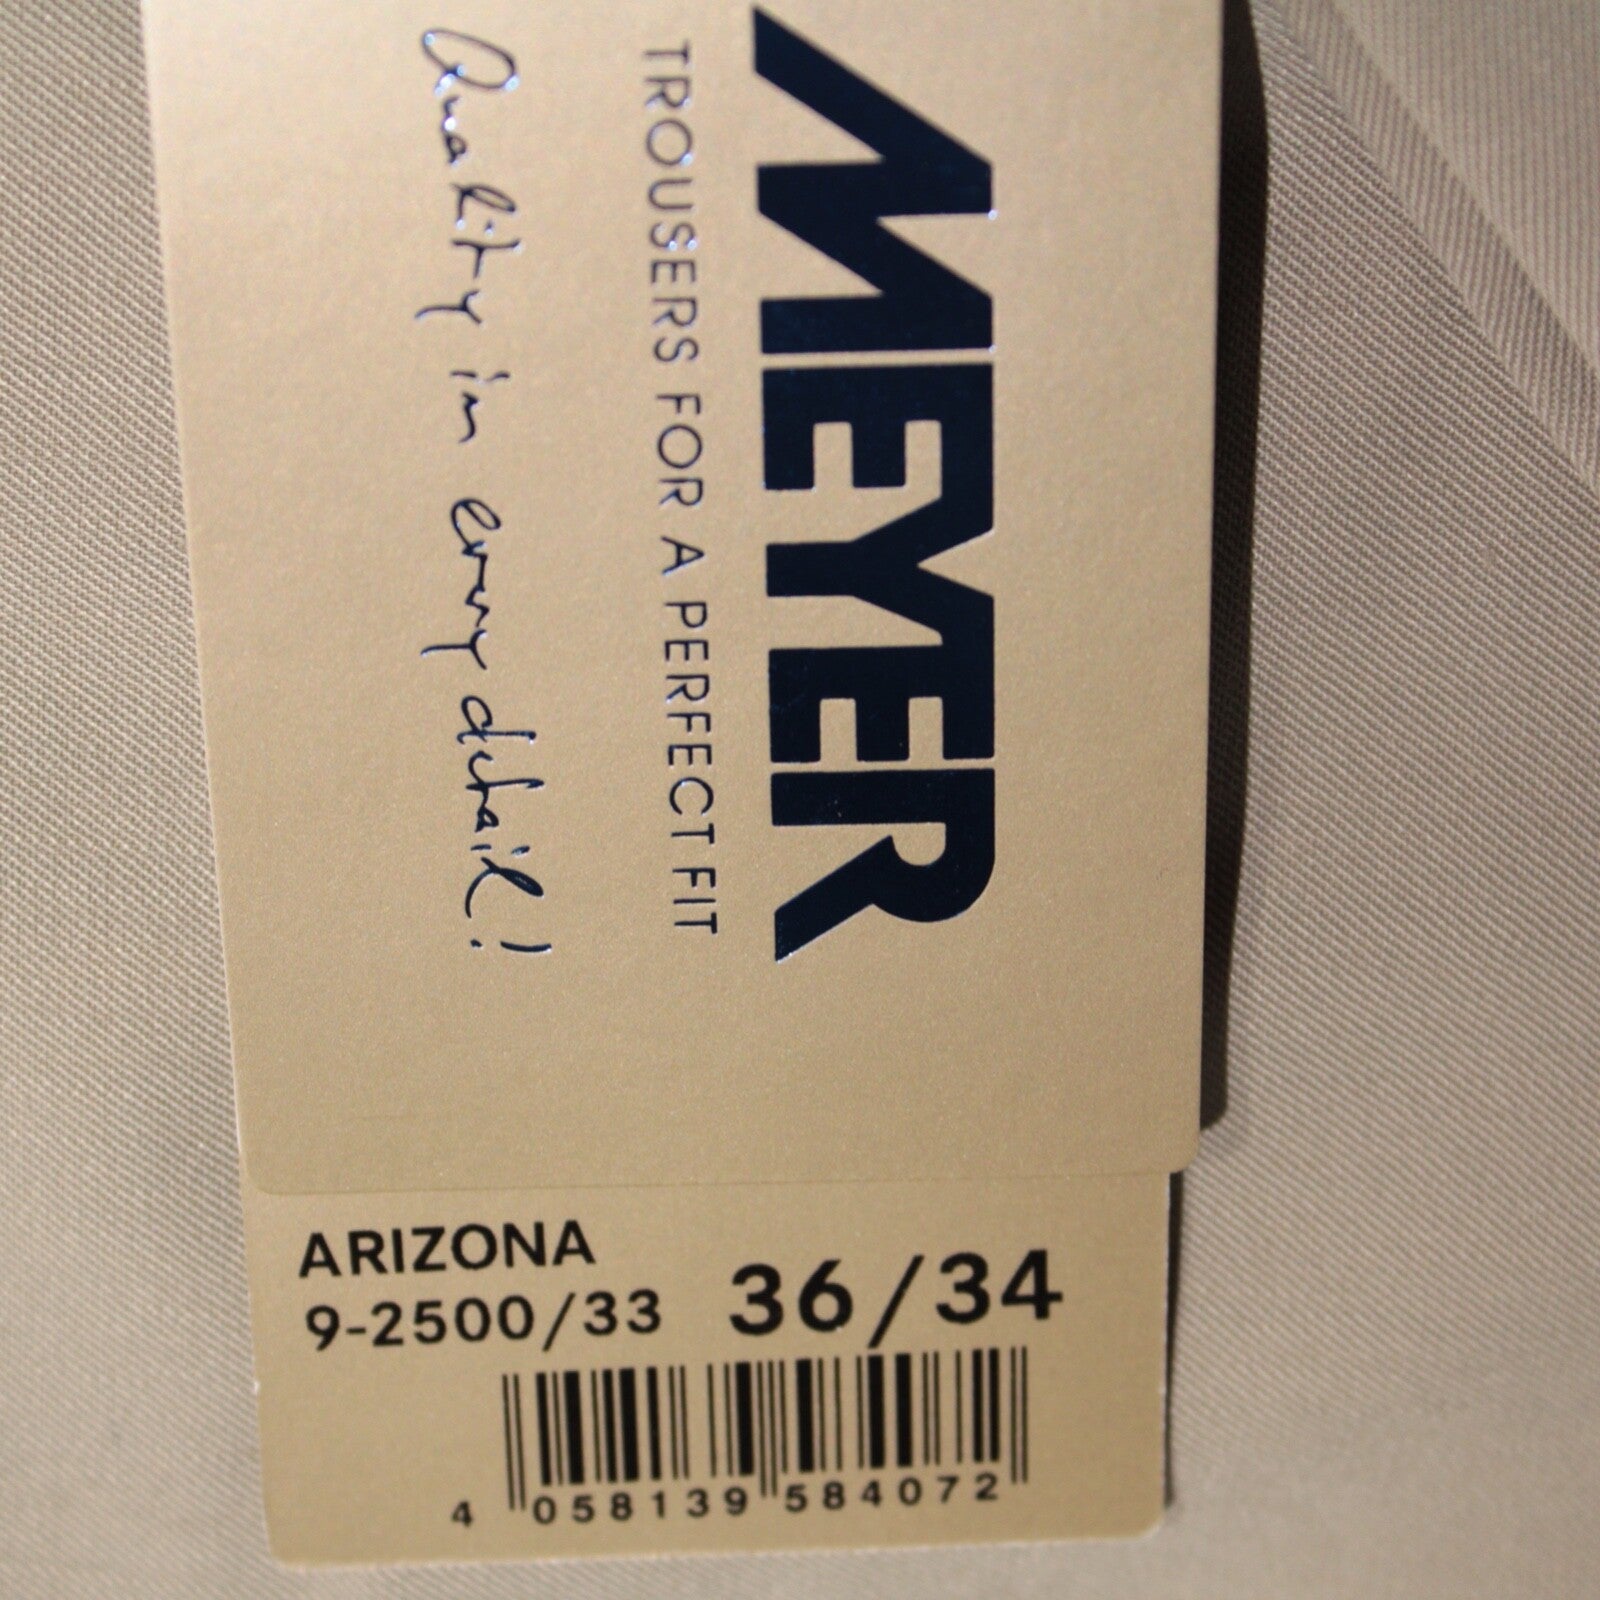 MEYER
TROUSERS FOR A PERFECT FIT
Quality in every detail!
ARIZONA
9-2500/33 36/34
4 058139 584072